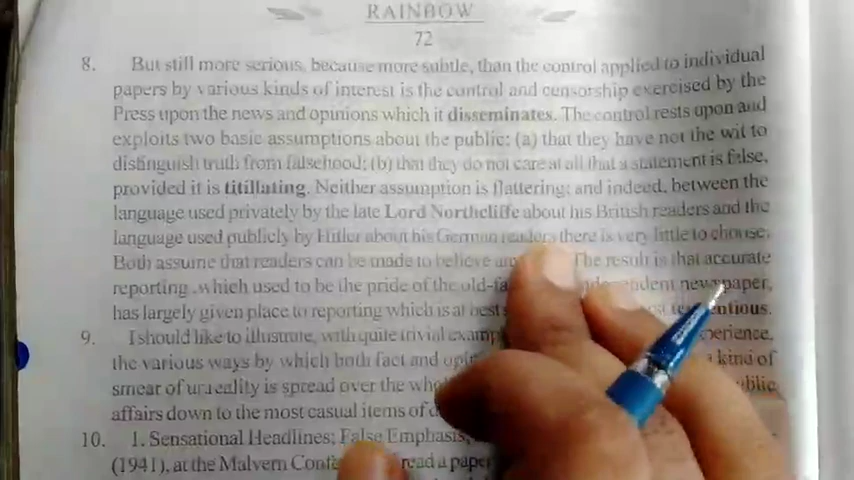 RAINBOW
72
8. But still more serious, because more subtle, than the control applied to individual
papers by various kinds of interest is the control and censorship exercised by the
Press upon the news and opinions which it disseminates. The control rests upon and
exploits two basic assumptions about the public: (a) that they have not the wit to
distinguish truth from falsehood; (b) that they do not care at all that a statement is false,
provided it is titillating. Neither assumption is flattering; and indeed, between the
language used privately by the late Lord Northcliffe about his British readers and the
language used publicly by Hitler about his German readers there is very little to choose.
Both assume that readers can be made to believe The result is that accurate
reporting which used to be the pride of the newspaper,
has largely given place to reporting which is at best
9. I should like to illustrate, with quite trivial
the various ways by which both fact and a kind of
smear of unreality is spread over the
affairs down to the most casual items of
10. 1. Sensational Headlines; False Emphasis,
(1941), at the Malvern read a paper